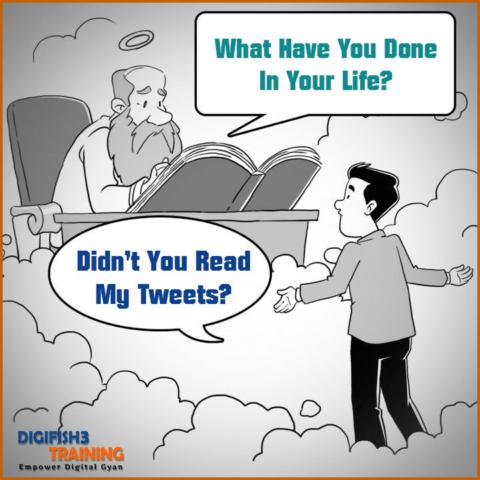 What Have You Done
In Your Life?
Didn't You Read
My Tweets?
DIGIFISH3
TRAINING
Empower Digital Gyan